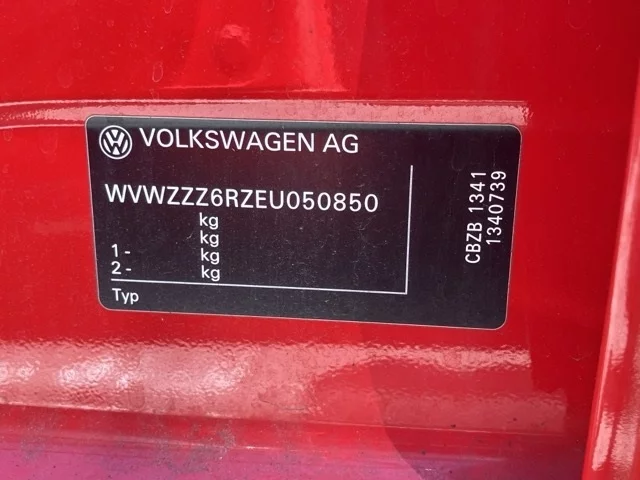 VOLKSWAGEN AG
WVWZZZ6RZEU050850
kg
kg
1- kg
2- kg
Typ
CBZB 1341
1340739